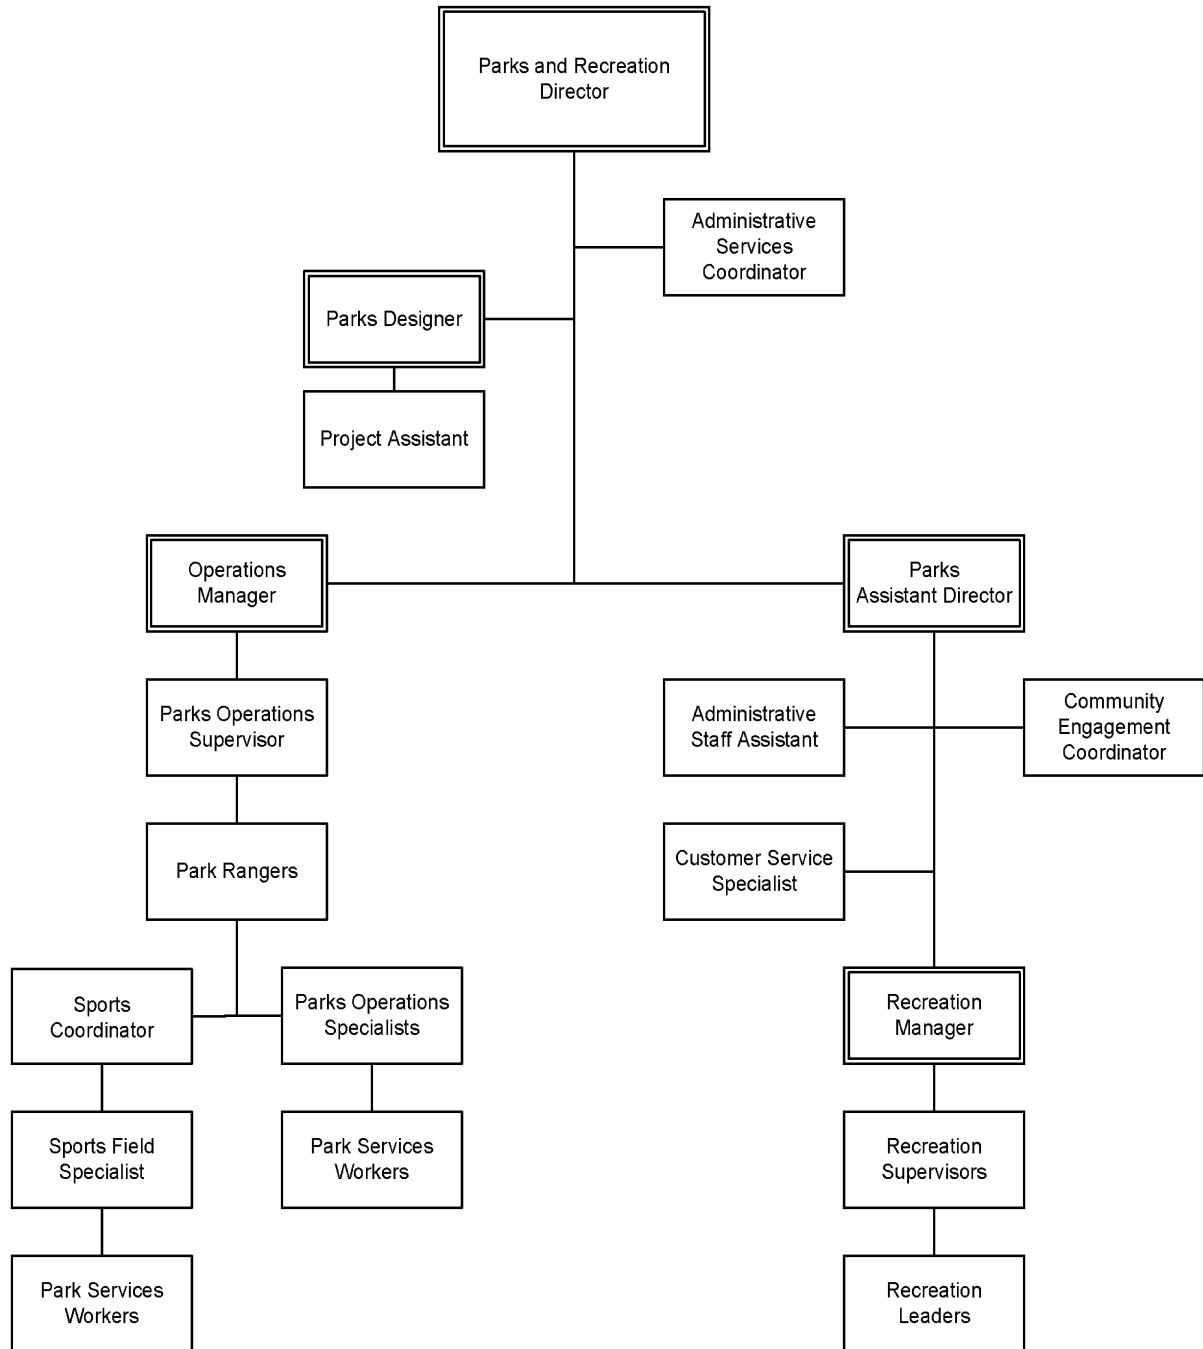 Parks and Recreation
Director
Administrative
Services
Coordinator
Parks Designer
Project Assistant
Operations
Manager
Parks
Assistant Director
Parks Operations
Supervisor
Administrative
Staff Assistant
Community
Engagement
Coordinator
Park Rangers
Customer Service
Specialist
Sports
Coordinator
Parks Operations
Specialists
Recreation
Manager
Sports Field
Specialist
Park Services
Workers
Recreation
Supervisors
Park Services
Workers
Recreation
Leaders